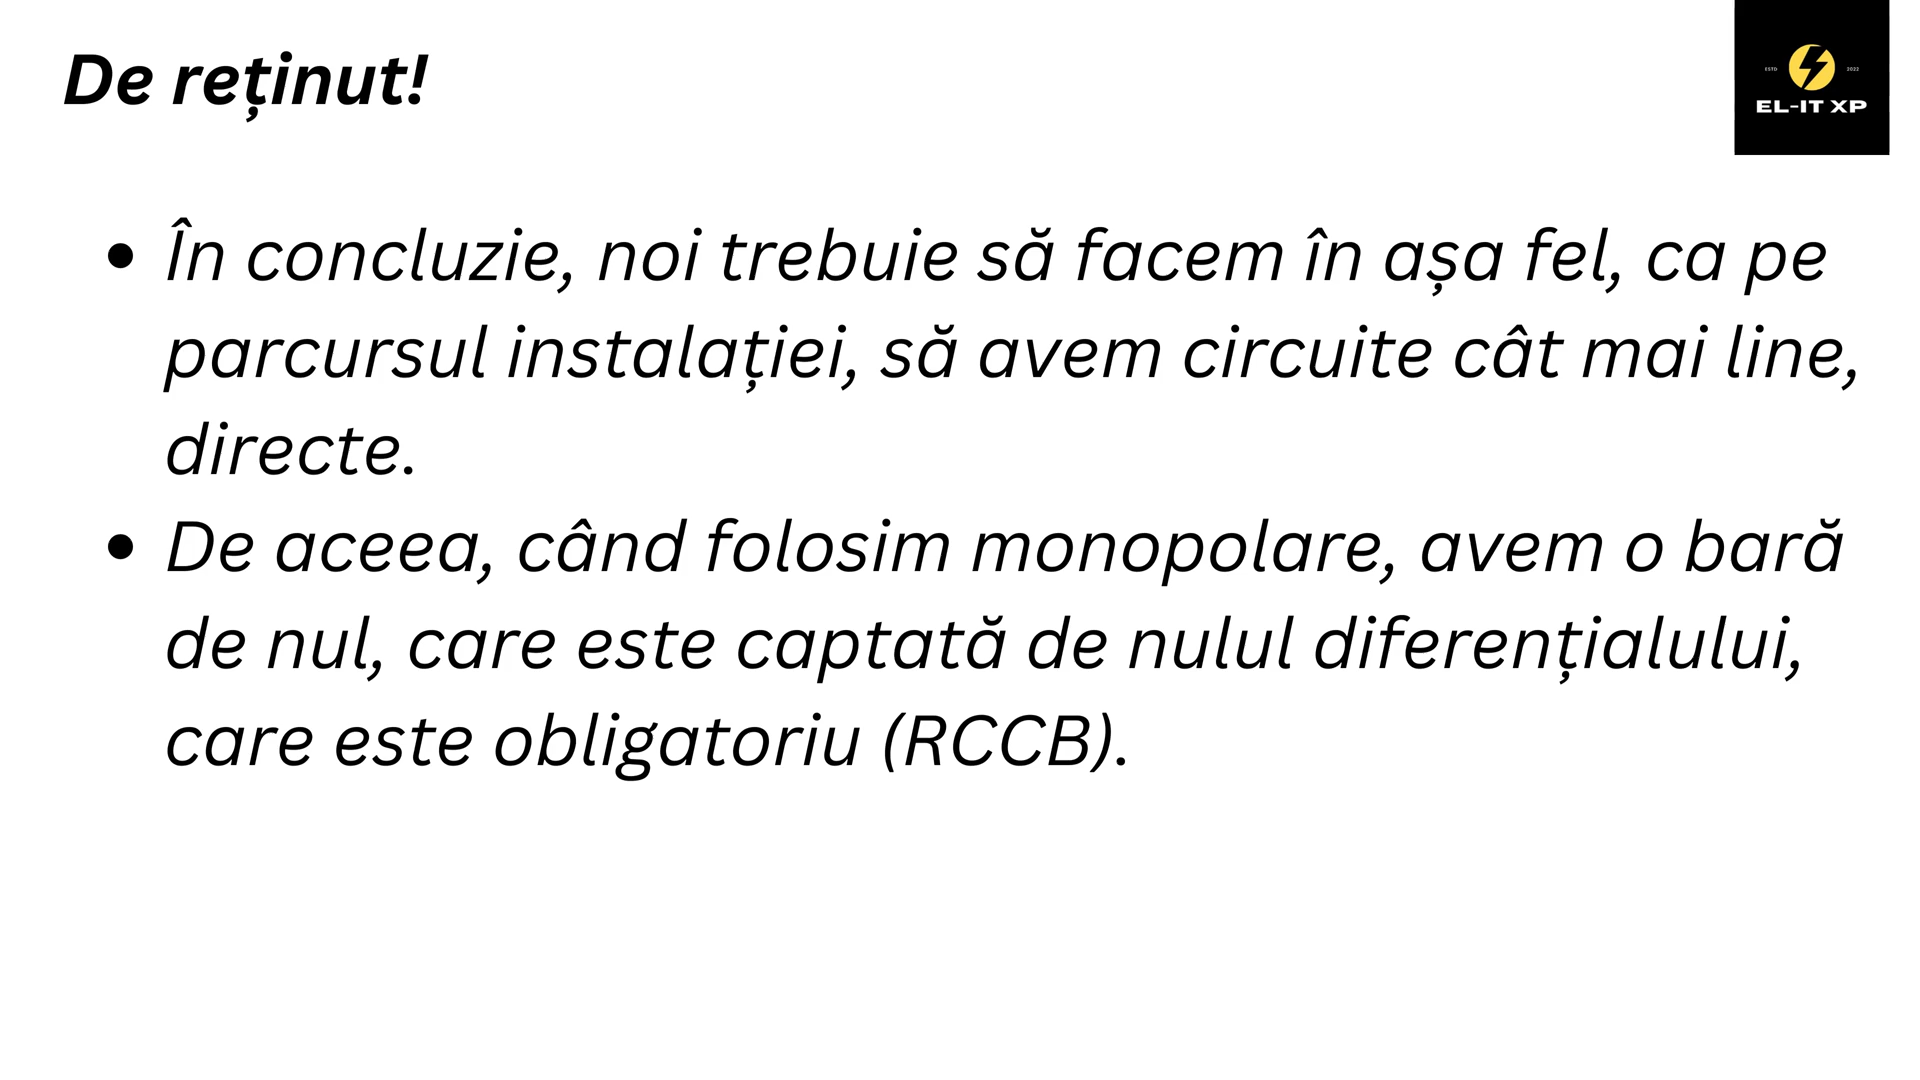 De reținut!
ESTD
2022
EL-IT XP
• În concluzie, noi trebuie să facem în așa fel, ca pe
parcursul instalației, să avem circuite cât mai line,
directe.
• De aceea, când folosim monopolare, avem o bară
de nul, care este captată de nulul diferențialului,
care este obligatoriu (RCCB).